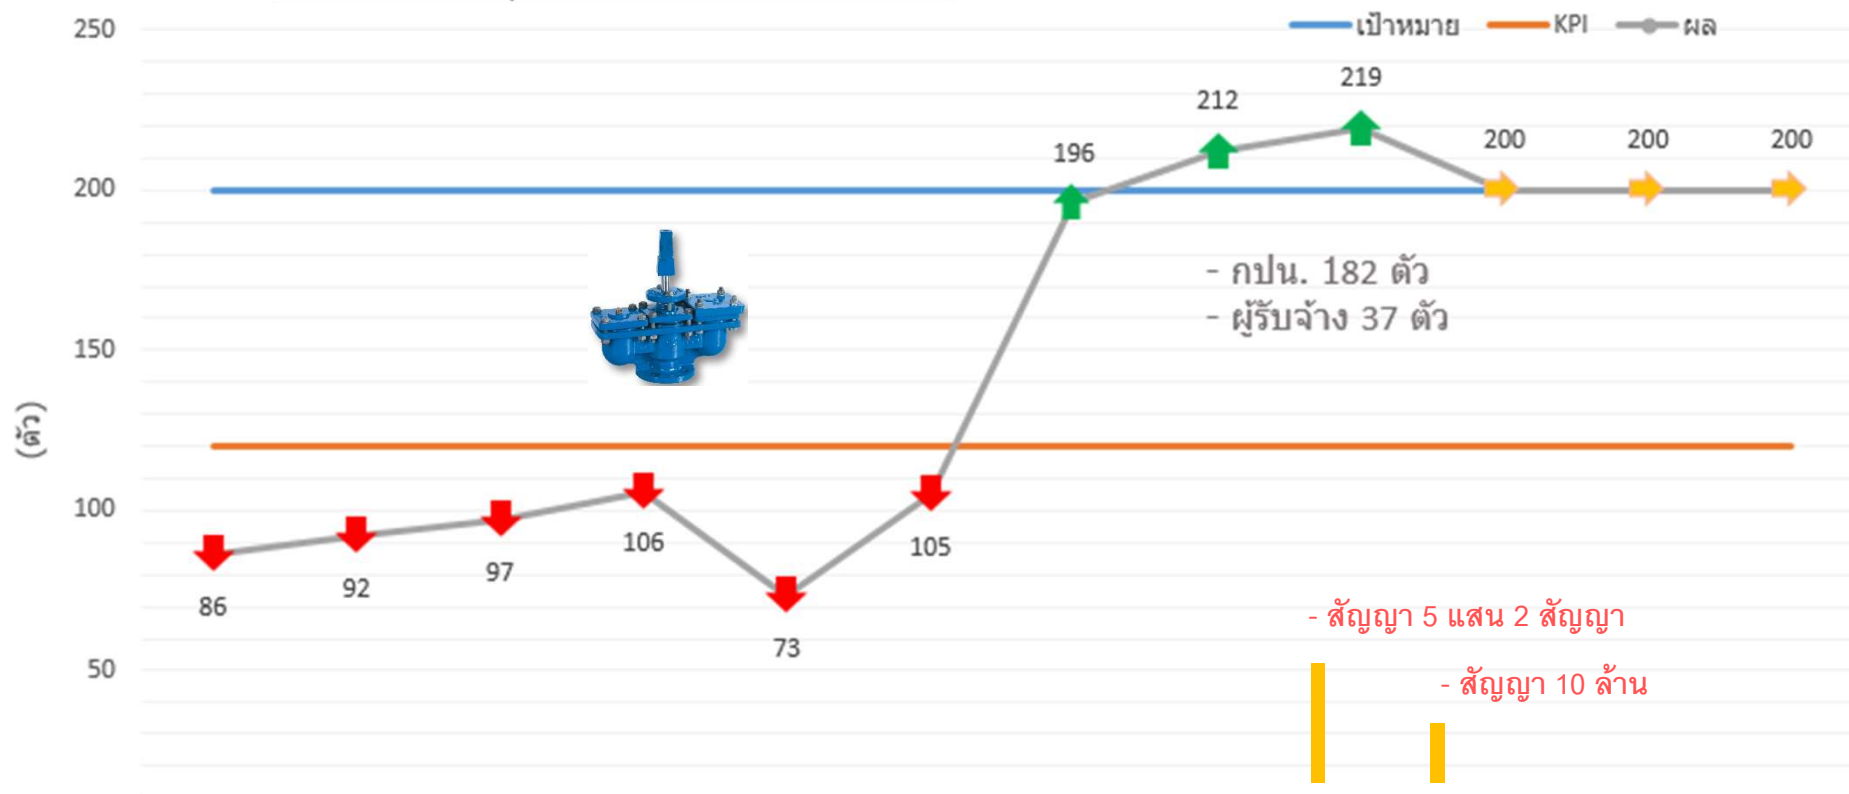 250
เป้าหมาย KPI ผล
219
212
200 200 200
196
200
- กปน. 182 ตัว
- ผู้รับจ้าง 37 ตัว
150
(ตัว)
100
106
105
97
92
86
- สัญญา 5 แสน 2 สัญญา
73
50
- สัญญา 10 ล้าน